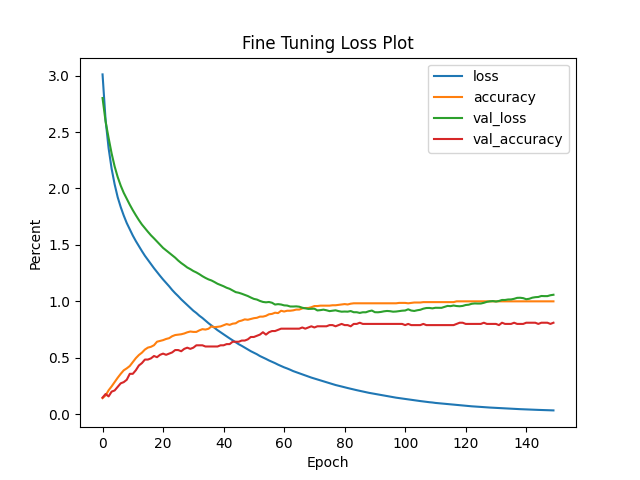 Fine Tuning Loss Plot
loss
accuracy
val_loss
val_accuracy
Percent
3.0
2.5
2.0
1.5
1.0
0.5
0.0
0 20 40 60 80 100 120 140
Epoch